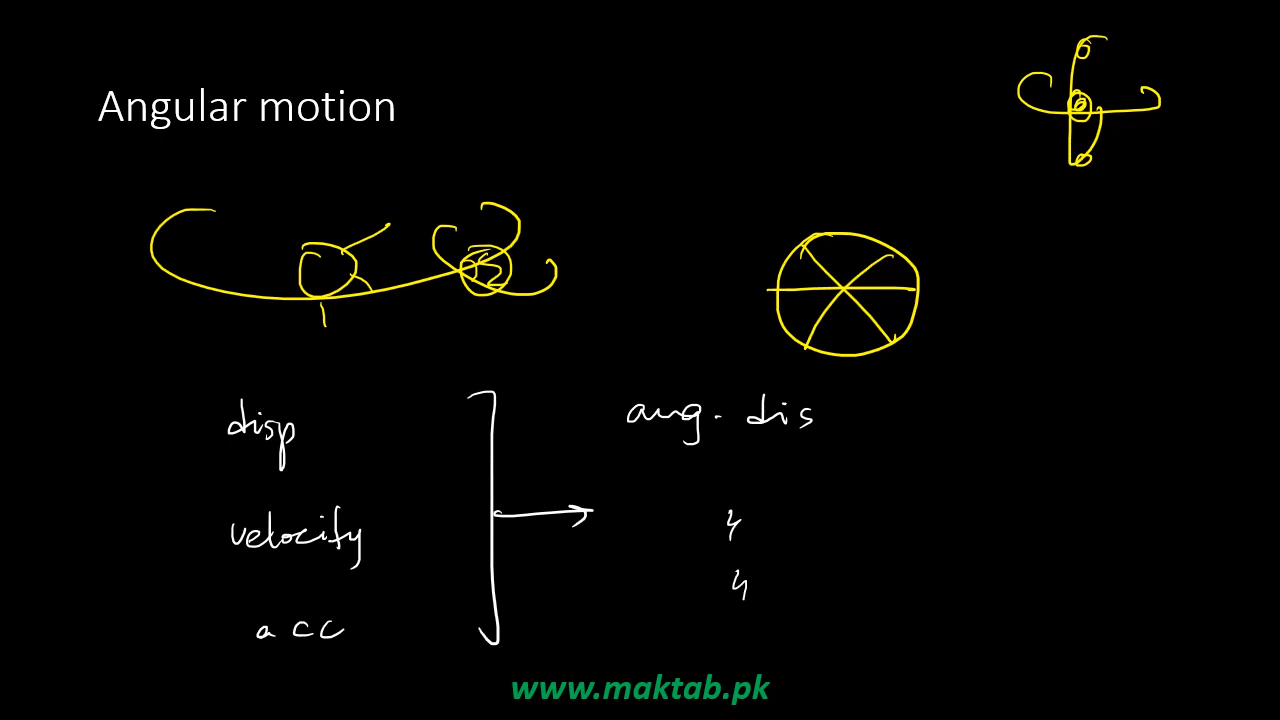 Angular motion
disp
ang. dis
velocity
"
"
acc
www.maktab.pk